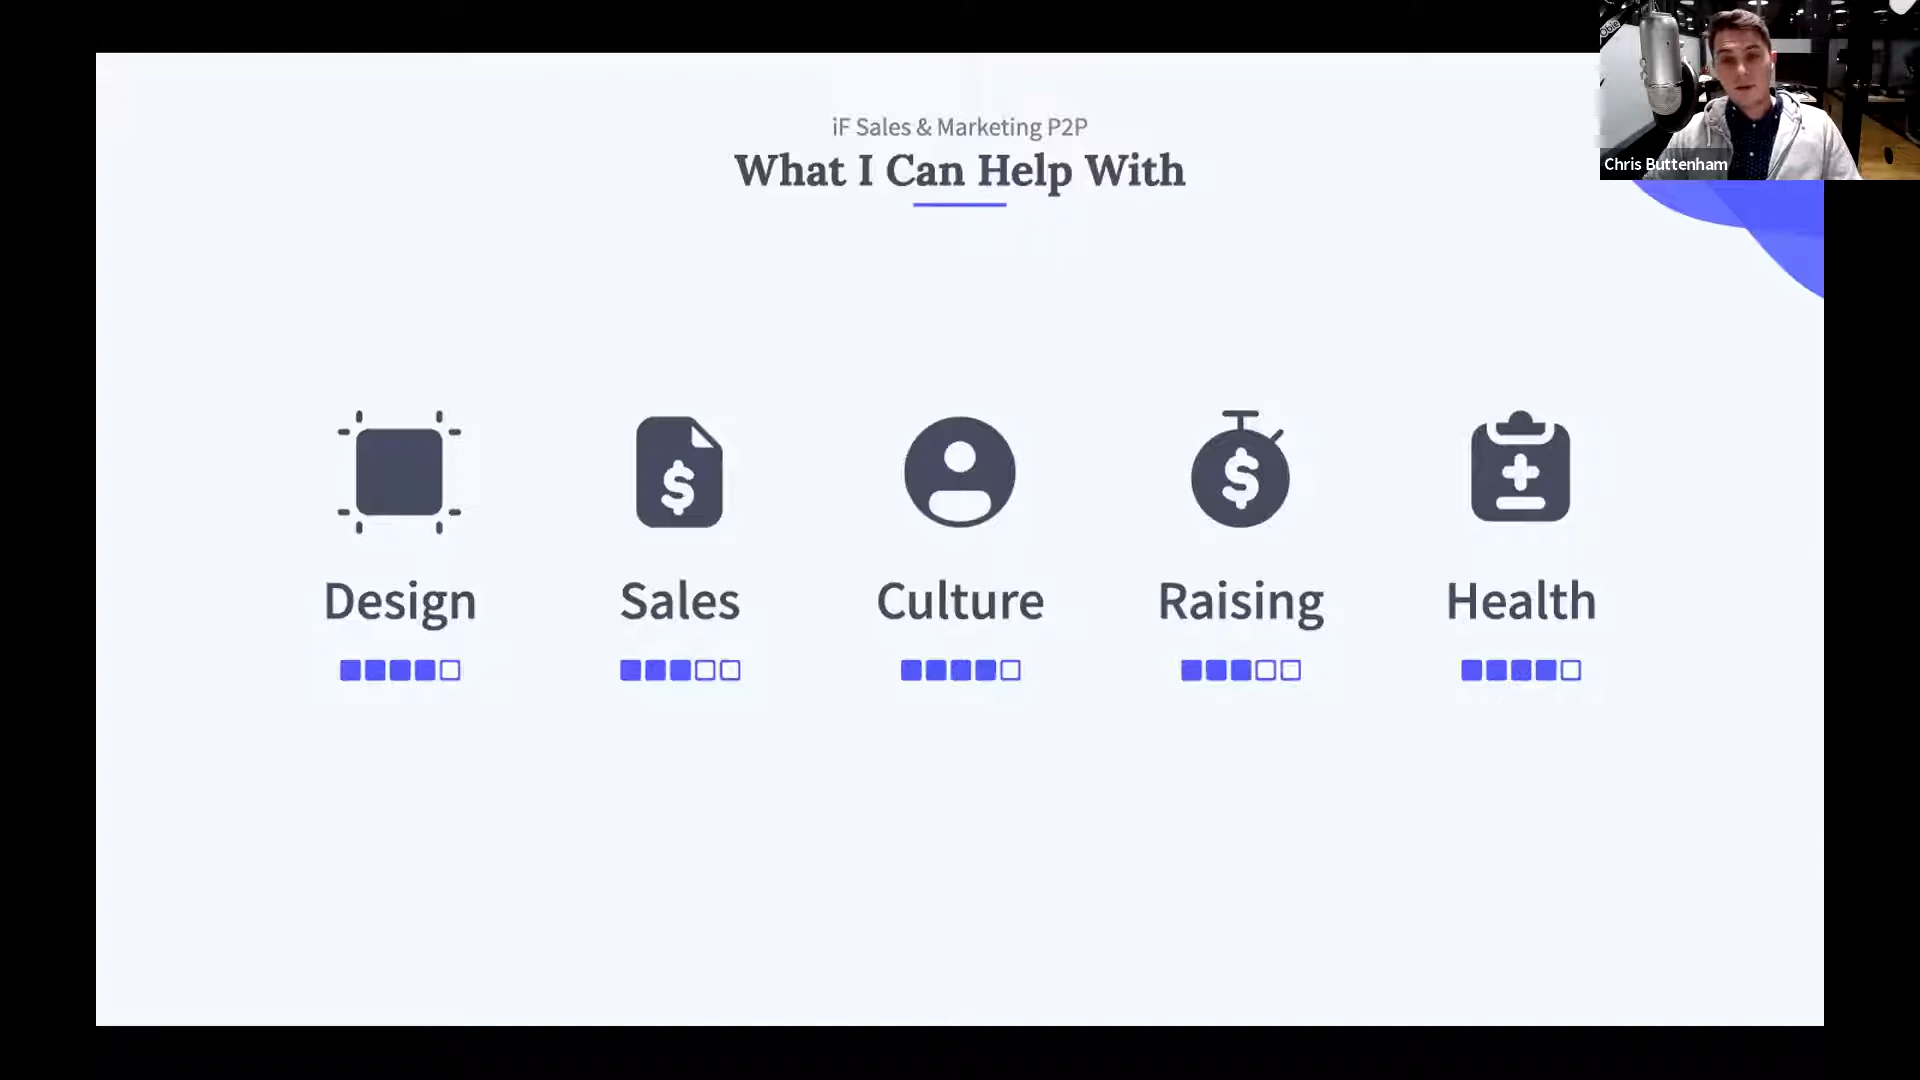 iF Sales & Marketing P2P
What I Can Help With
Chris Buttenham
$
$
Design
Sales
Culture
Raising
Health